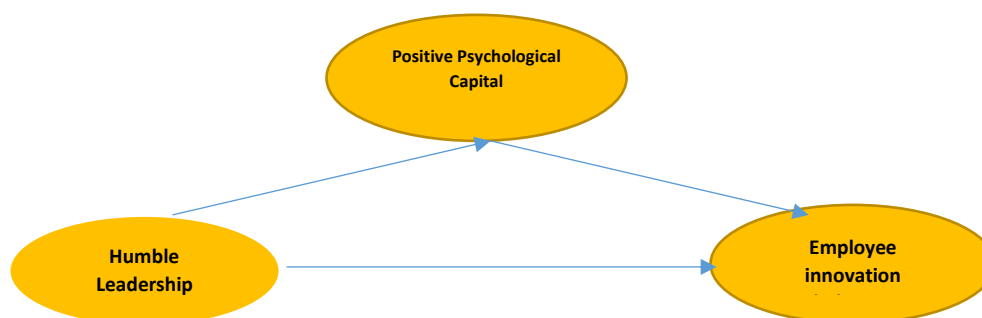 Positive Psychological
Capital
Humble
Leadership
Employee
innovation